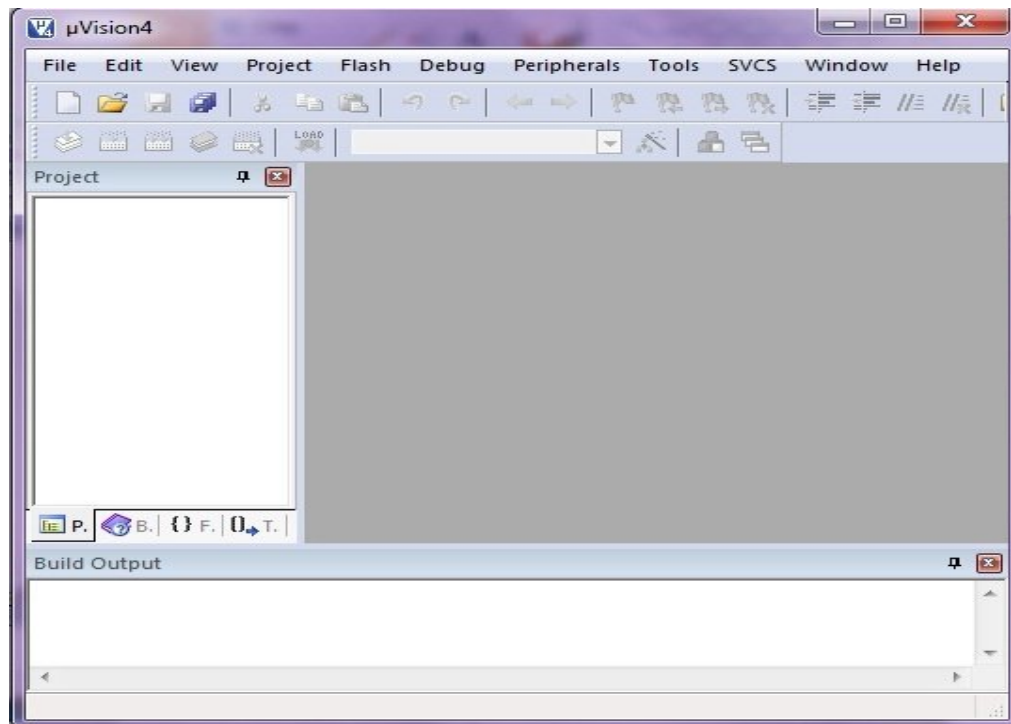 µVision4
File Edit View Project Flash Debug Peripherals Tools SVCS Window Help
LOAD
Project
P. B. {} F. 0 T.
Build Output